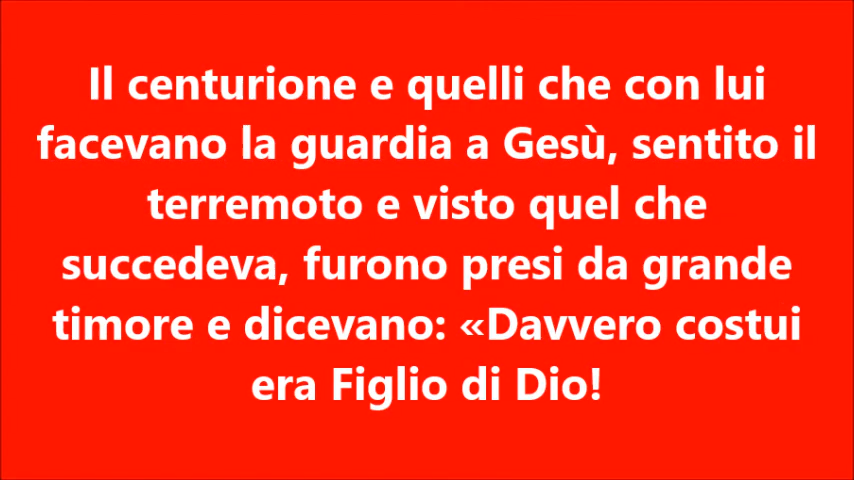 Il centurione e quelli che con lui
facevano la guardia a Gesù, sentito il
terremoto e visto quel che
succedeva, furono presi da grande
timore e dicevano: «Davvero costui
era Figlio di Dio!